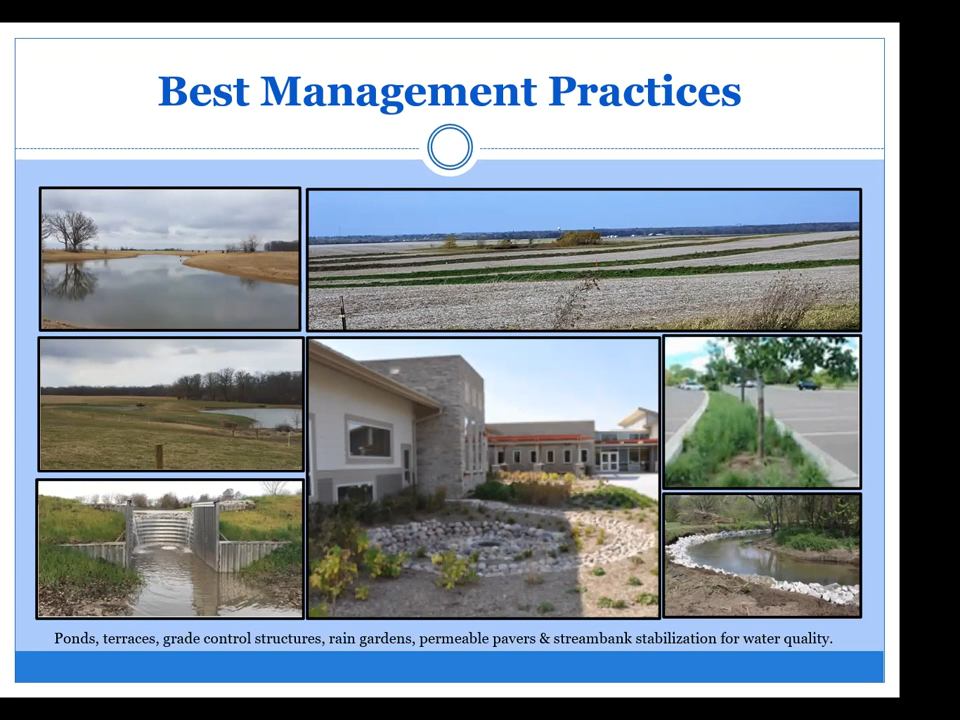 Best Management Practices
Ponds, terraces, grade control structures, rain gardens, permeable pavers & streambank stabilization for water quality.